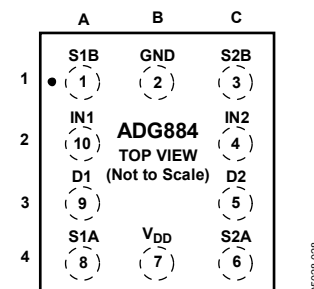 A B C
S1B GND S2B
1 1 2 3
IN1 IN2
2 10 ADG884 4
TOP VIEW
D1 (Not to Scale) D2
3 9 5
S1A VDD S2A
4 8 7 6